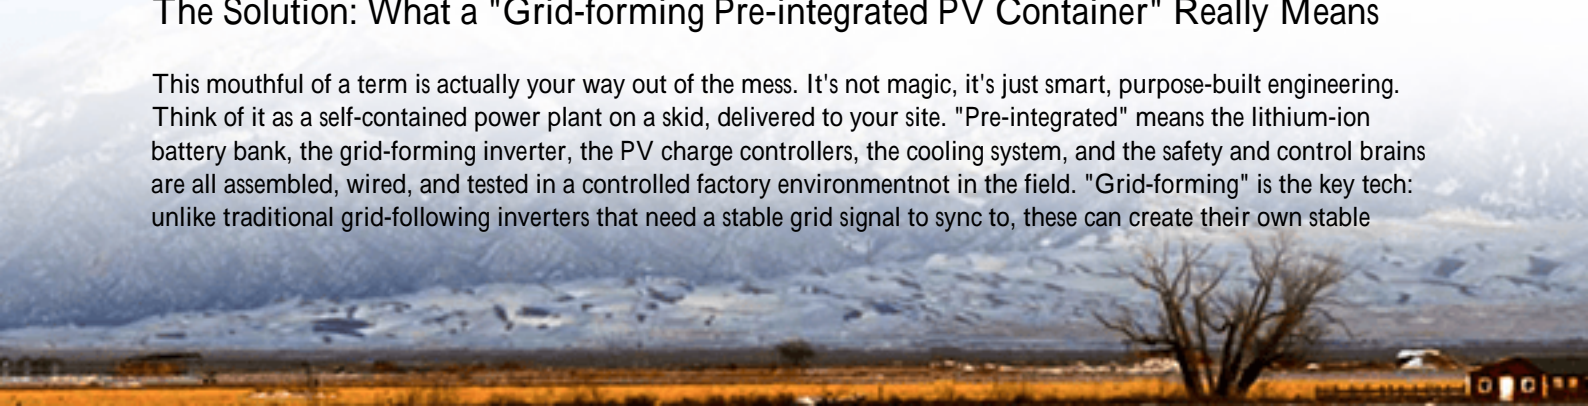 The Solution: What a "Grid-forming Pre-integrated PV Container" Really Means
This mouthful of a term is actually your way out of the mess. It's not magic, it's just smart, purpose-built engineering.
Think of it as a self-contained power plant on a skid, delivered to your site. "Pre-integrated" means the lithium-ion
battery bank, the grid-forming inverter, the PV charge controllers, the cooling system, and the safety and control brains
are all assembled, wired, and tested in a controlled factory environmentnot in the field. "Grid-forming" is the key tech:
unlike traditional grid-following inverters that need a stable grid signal to sync to, these can create their own stable